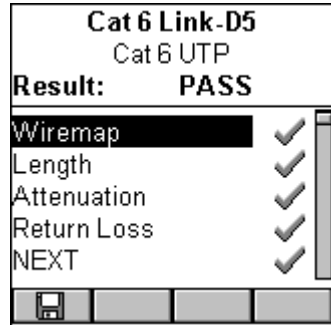 Cat 6 Link-D5
Cat 6 UTP
Result: PASS
Wiremap
Length
Attenuation
Return Loss
NEXT